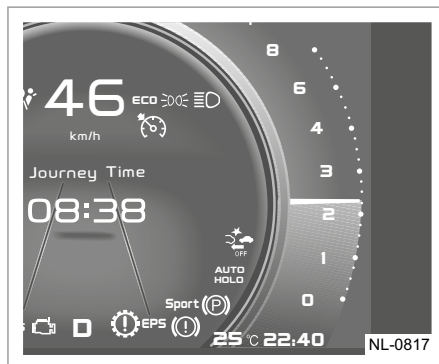 8
6
46 ECO
km/h
4
Journey Time
3
08:38
2
OFF
AUTO
HOLD
1
Sport (P)
0
D EPS
25 °C 22:40
NL-0817